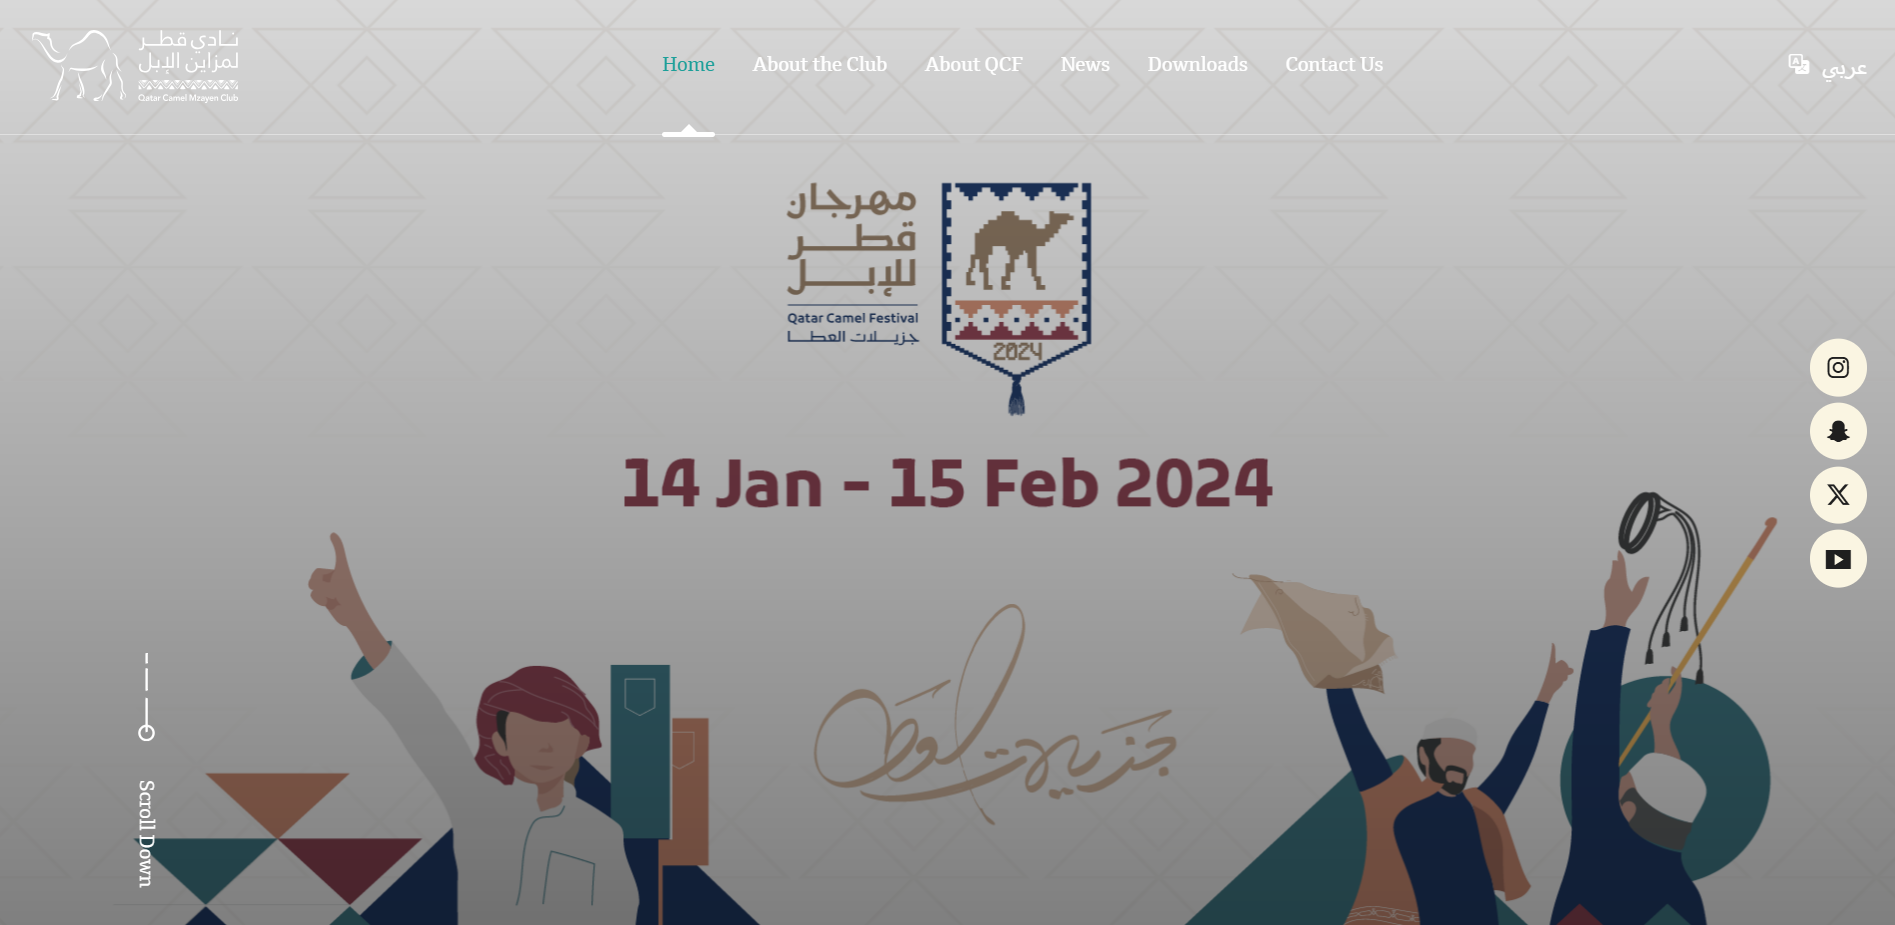 نادي قطر
لمزاين الإبل
Qatar Camel Mzayen Club
Home
About the Club
About QCF
News
Downloads
Contact Us
عربي
مهرجان
قطر
للإبل
Qatar Camel Festival
جزيلات العطا
2024
14 Jan - 15 Feb 2024
جزيلات العطا
Scroll Down